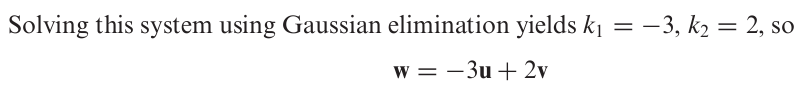 Solving this system using Gaussian elimination yields k₁ = −3, k₂ = 2, so
w = −3u + 2v